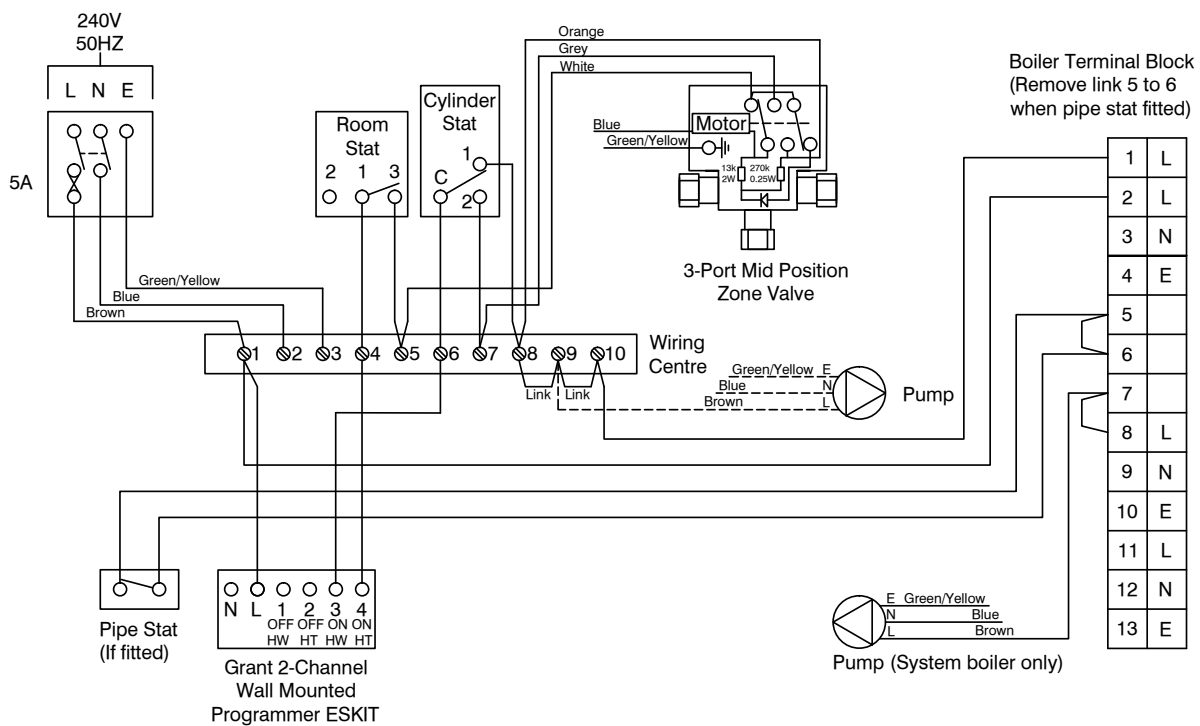 240V
50HZ
L N E
5A
Green/Yellow
Blue
Brown
Room
Stat
2 1 3
Cylinder
Stat
1
C
2
Orange
Grey
White
Blue
Green/Yellow
Motor
13k
2W
270k
0.25W
3-Port Mid Position
Zone Valve
1 2 3 4 5 6 7 8 9 10
Wiring
Centre
Link Link
Green/Yellow E
Blue N
Brown L
Pump
Boiler Terminal Block
(Remove link 5 to 6
when pipe stat fitted)
1 L
2 L
3 N
4 E
5
6
7
8 L
9 N
10 E
11 L
12 N
13 E
Pipe Stat
(If fitted)
N L 1 2 3 4
OFF OFF ON ON
HW HT HW HT
Grant 2-Channel
Wall Mounted
Programmer ESKIT
E Green/Yellow
N Blue
L Brown
Pump (System boiler only)